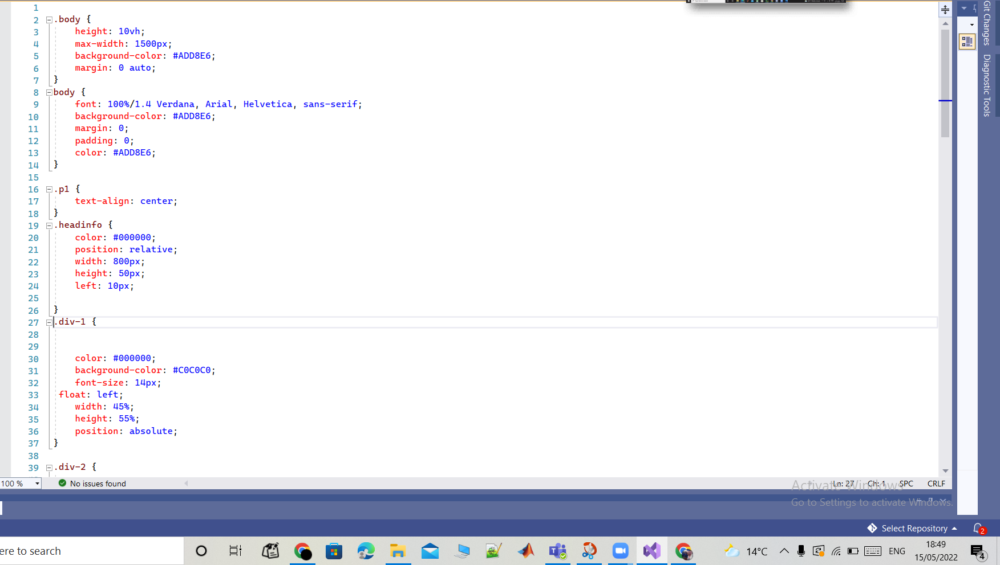 1
2 .body {
3 height: 10vh;
4 max-width: 1500px;
5 background-color: #ADD8E6;
6 margin: 0 auto;
7 }
8 body {
9 font: 100%/1.4 Verdana, Arial, Helvetica, sans-serif;
10 background-color: #ADD8E6;
11 margin: 0;
12 padding: 0;
13 color: #ADD8E6;
14 }
15
16 .p1 {
17 text-align: center;
18 }
19 .headinfo {
20 color: #000000;
21 position: relative;
22 width: 800px;
23 height: 50px;
24 left: 10px;
25
26 }
27 .div-1 {
28
29
30 color: #000000;
31 background-color: #C0C0C0;
32 font-size: 14px;
33 float: left;
34 width: 45%;
35 height: 55%;
36 position: absolute;
37 }
38
39 .div-2 {
Git Changes
Diagnostic Tools
100 % No issues found Ln: 27 Ch: 1 SPC CRLF
Activate Windows
Go to Settings to activate Windows.
Select Repository 2
ere to search
14°C ENG 18:49
15/05/2022 4